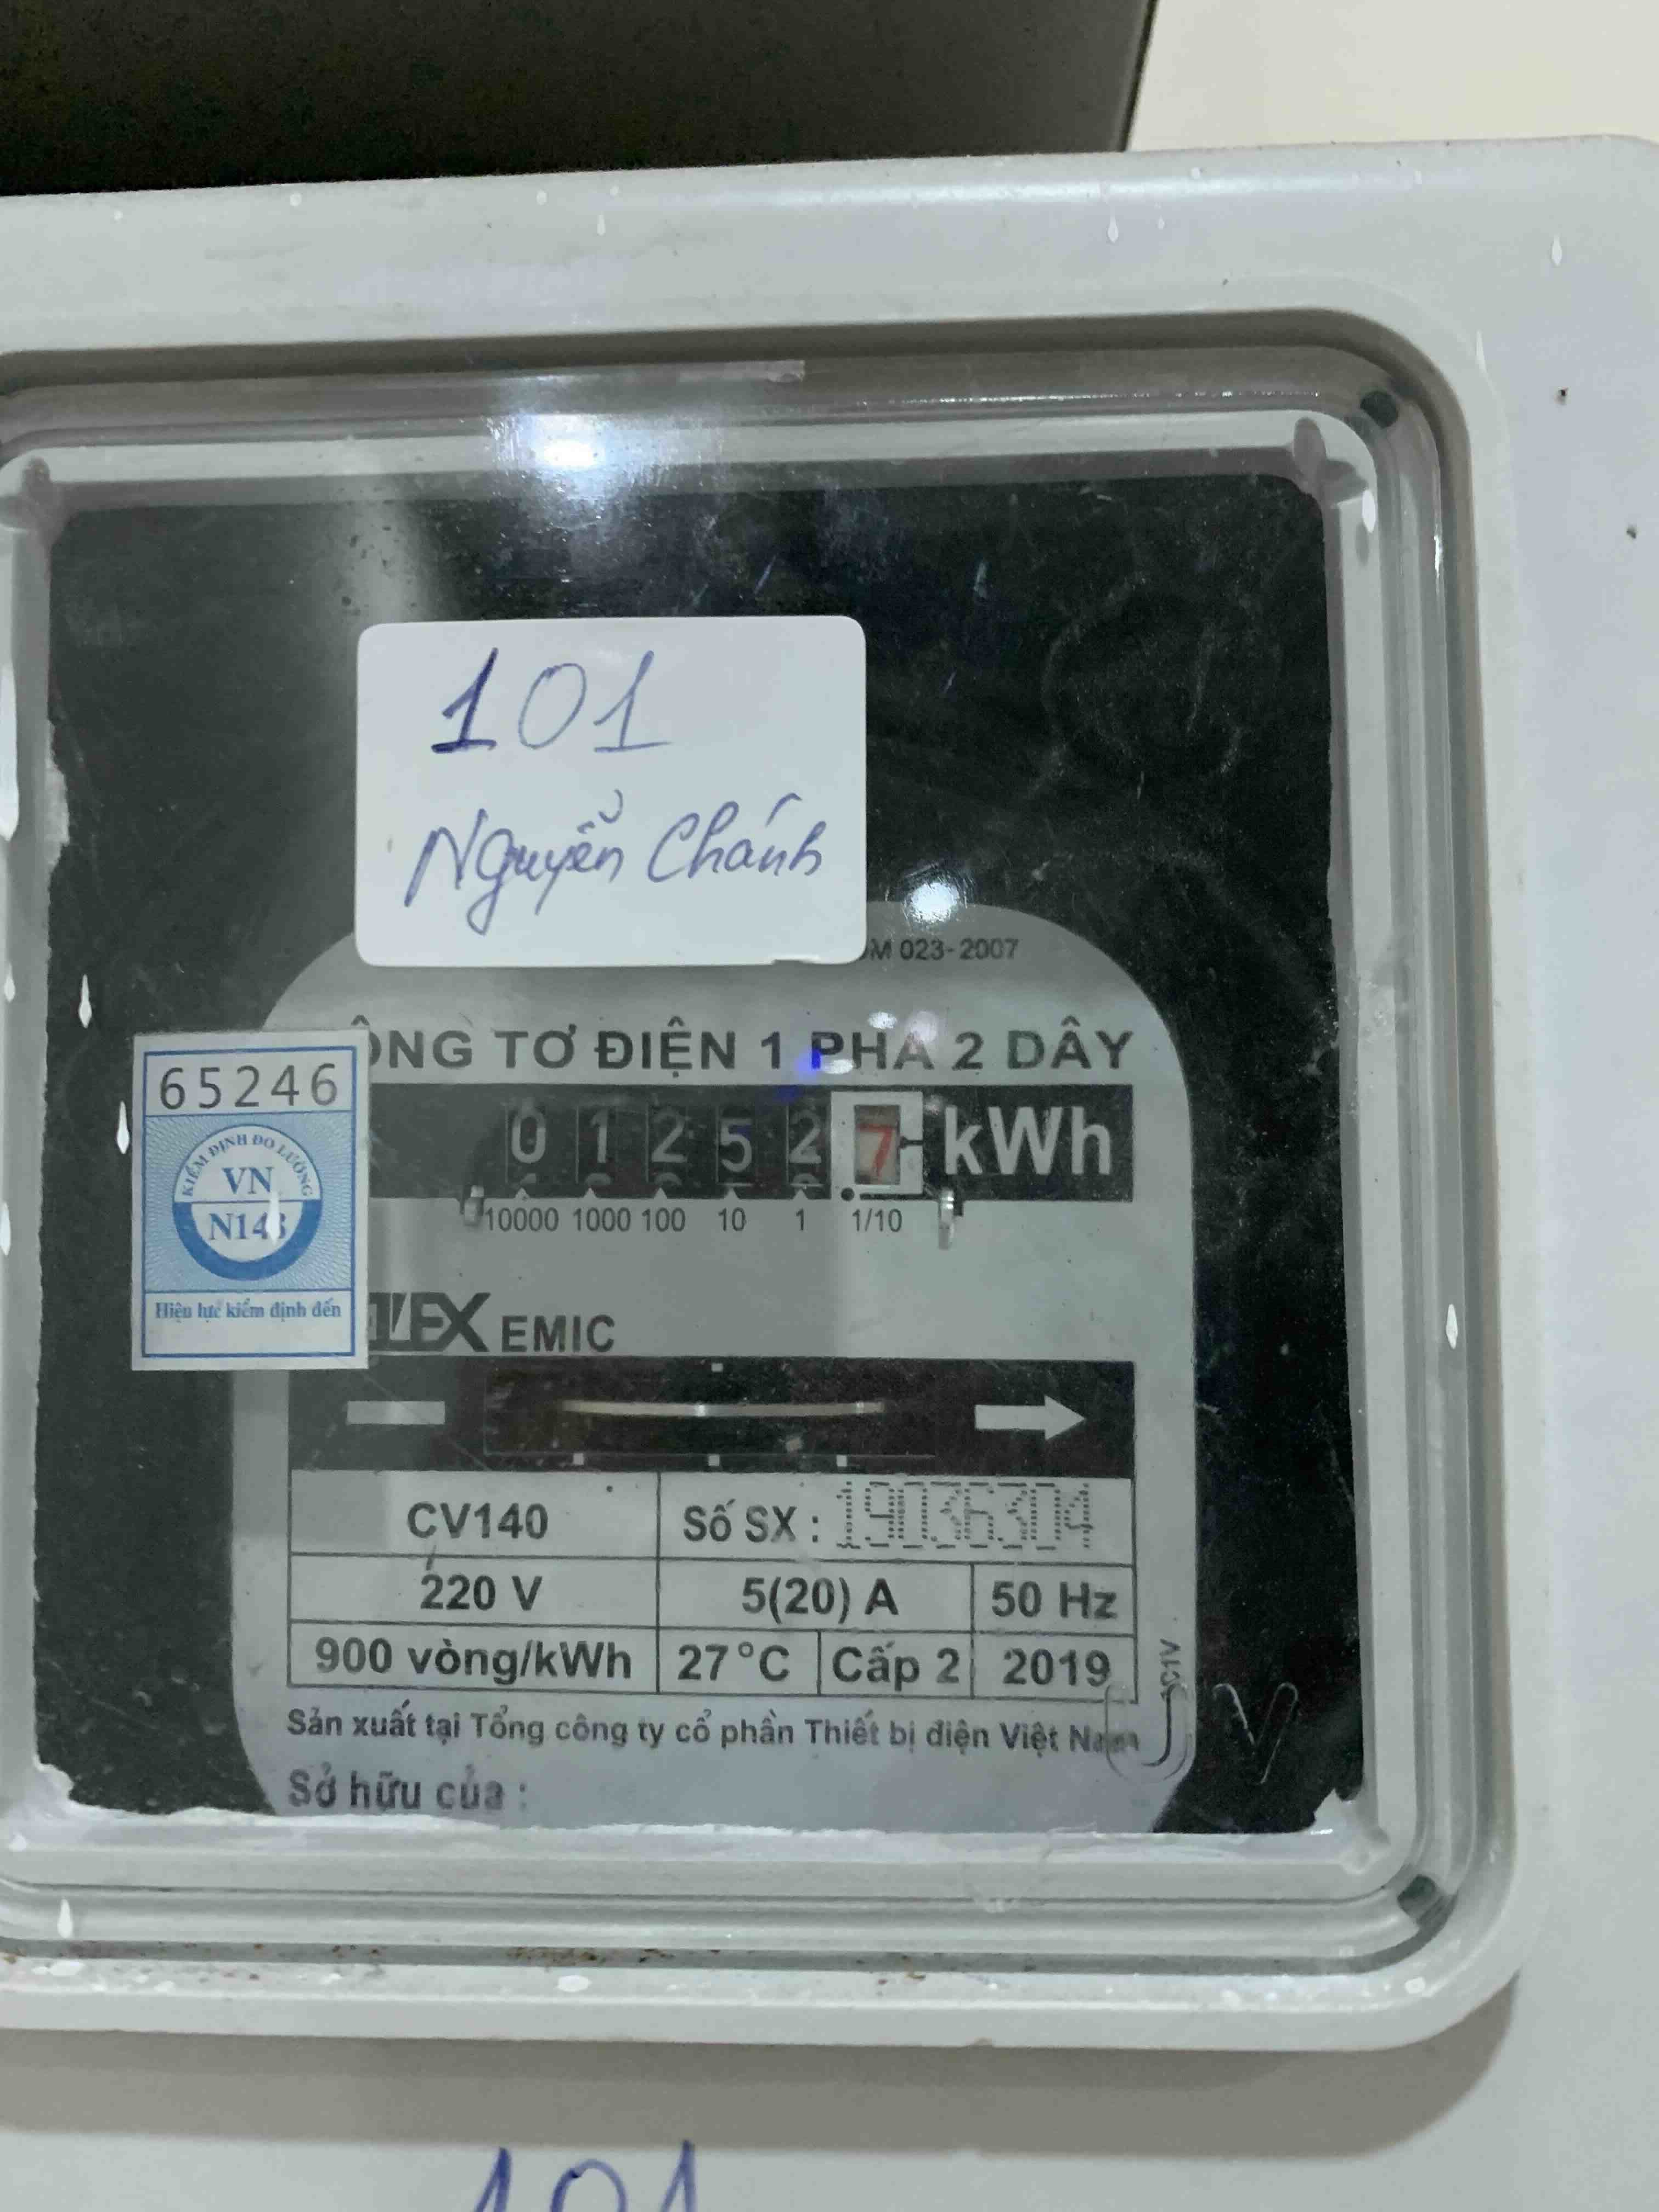 101
Nguyễn Chánh
023-2007
TƠ ĐIỆN 1 PHA 2 DÂY
65246
KIỂM ĐỊNH ĐO LƯỜNG
VN
N143
Hiệu lực kiểm định đến
0 1 2 5 2 7 kWh
10000 1000 100 10 1 1/10
EMIC
CV140 Số SX : 19036304
220 V 5(20) A 50 Hz
900 vòng/kWh 27°C Cấp 2 2019
Sản xuất tại Tổng công ty cổ phần Thiết bị điện Việt Nam
Sở hữu của :
V
101